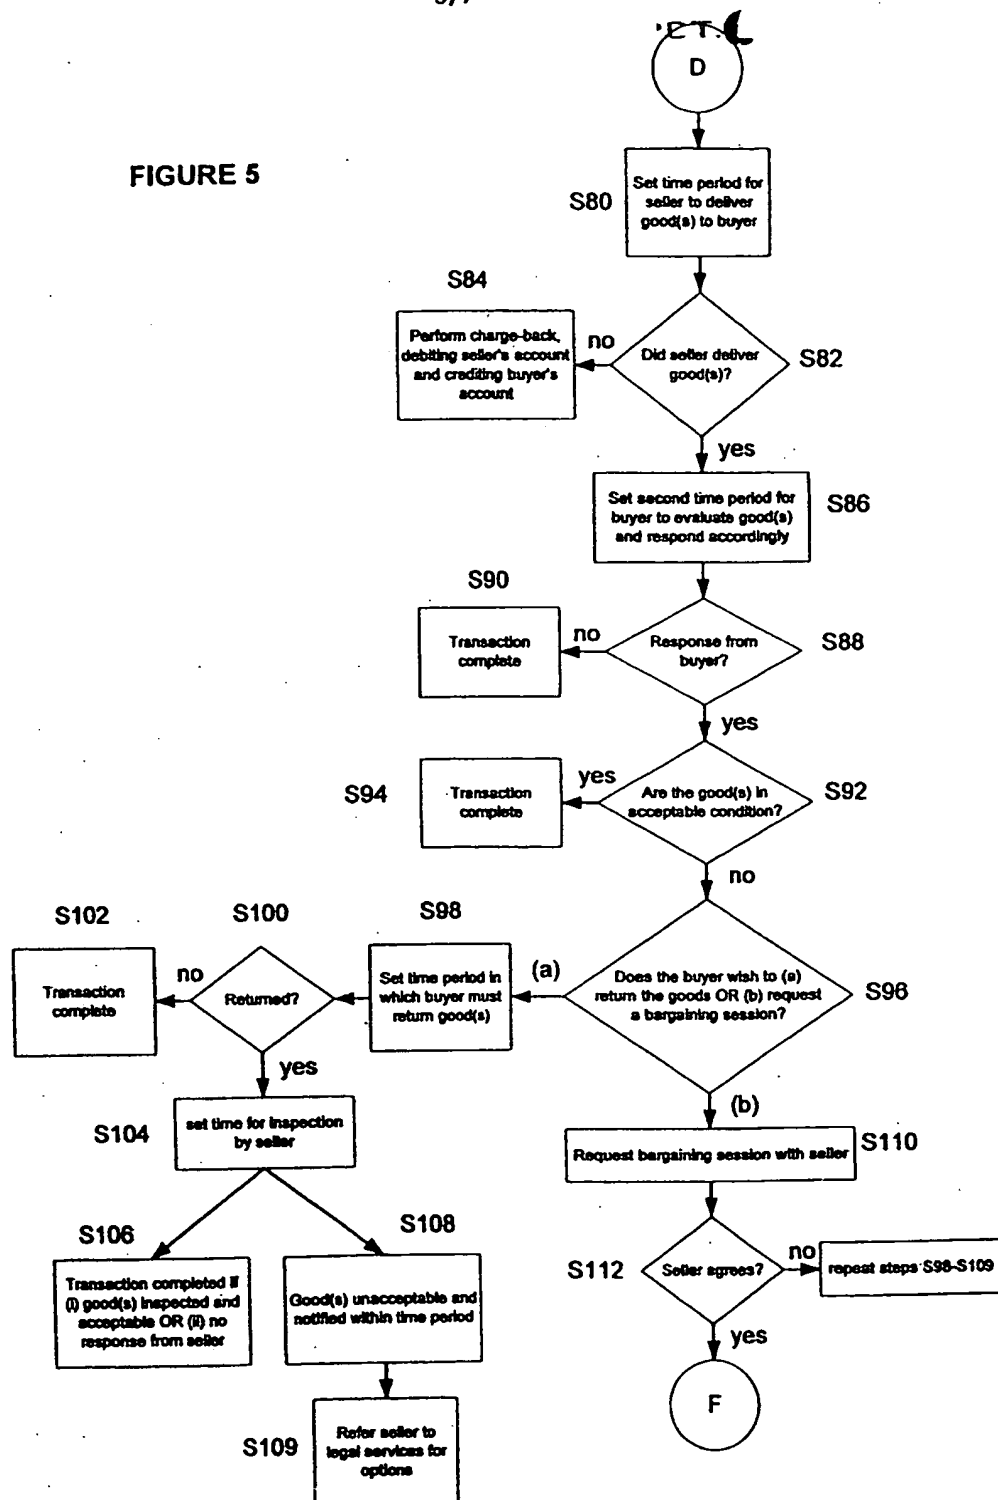 D
FIGURE 5
S80
Set time period for
seller to deliver
good(s) to buyer
S84
Perform charge-back,
debiting seller's account
and crediting buyer's
account
no
Did seller deliver
good(s)?
S82
yes
Set second time period for
buyer to evaluate good(s)
and respond accordingly
S86
S90
Transaction
complete
no
Response from
buyer?
S88
yes
S94
Transaction
complete
yes
Are the good(s) in
acceptable condition?
S92
no
S102
S100
S98
Transaction
complete
no
Returned?
Set time period in
which buyer must
return good(s)
(a)
Does the buyer wish to (a)
return the goods OR (b) request
a bargaining session?
S96
yes
(b)
S104
set time for inspection
by seller
Request bargaining session with seller
S110
S106
S108
Transaction completed if
(i) good(s) inspected and
acceptable OR (ii) no
response from seller
Good(s) unacceptable and
notified within time period
S112
Seller agrees?
no
repeat steps S98-S109
yes
F
S109
Refer seller to
legal services for
options